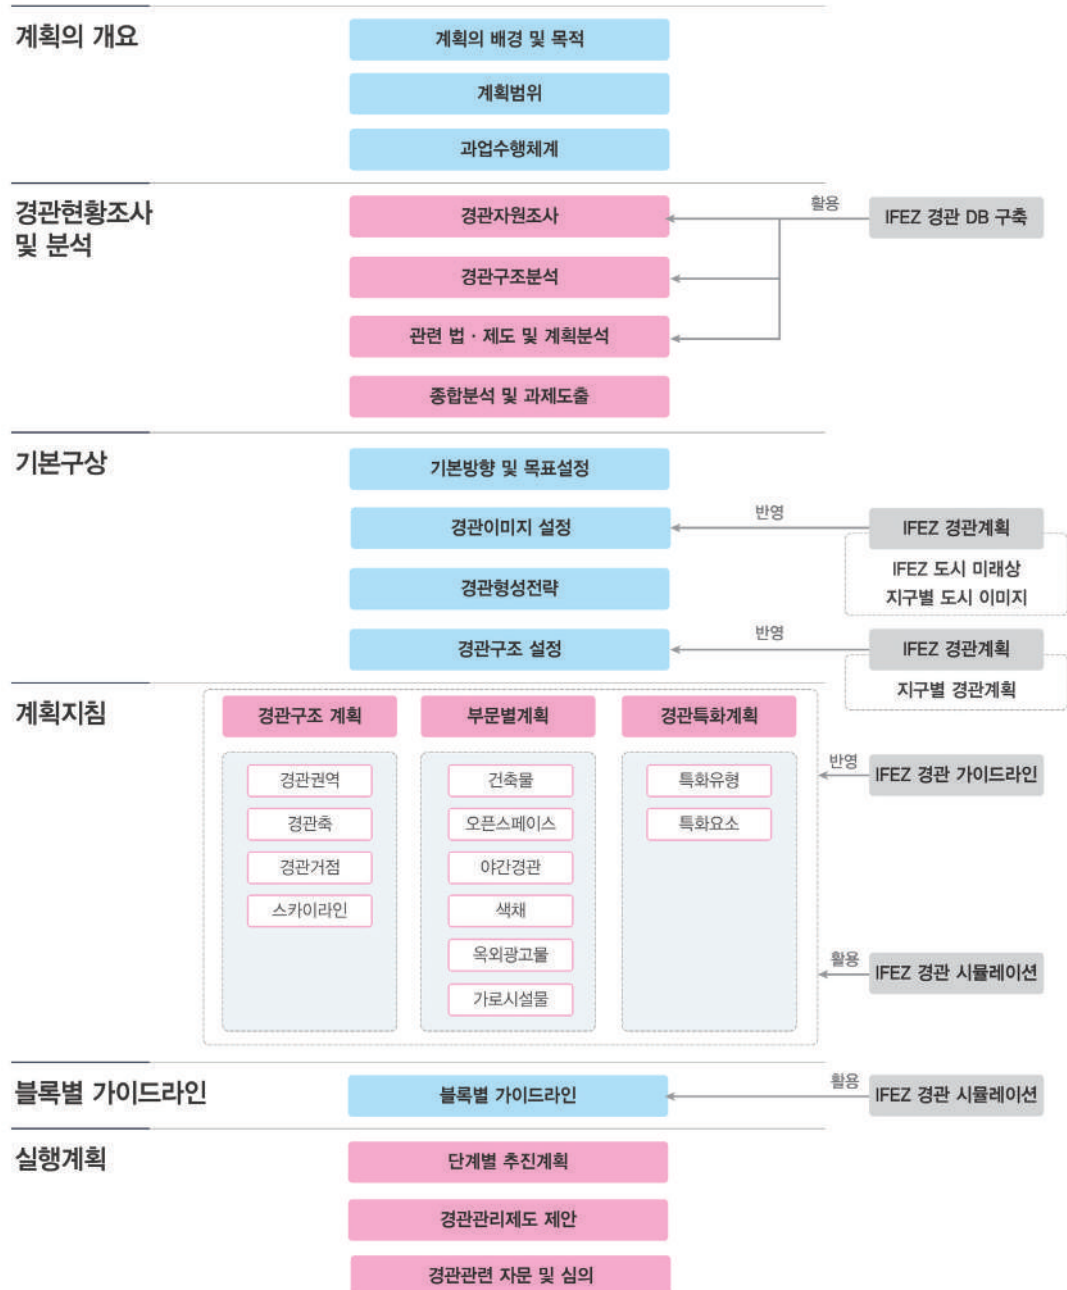 계획의 개요
계획의 배경 및 목적
계획범위
과업수행체계
경관현황조사
및 분석
경관자원조사
활용
IFEZ 경관 DB 구축
경관구조분석
관련 법 · 제도 및 계획분석
종합분석 및 과제도출
기본구상
기본방향 및 목표설정
경관이미지 설정
반영
IFEZ 경관계획
IFEZ 도시 미래상
지구별 도시 이미지
경관형성전략
경관구조 설정
반영
IFEZ 경관계획
지구별 경관계획
계획지침
경관구조 계획
부문별계획
경관특화계획
경관권역
경관축
경관거점
스카이라인
건축물
오픈스페이스
야간경관
색채
옥외광고물
가로시설물
특화유형
특화요소
반영
IFEZ 경관 가이드라인
활용
IFEZ 경관 시뮬레이션
블록별 가이드라인
블록별 가이드라인
활용
IFEZ 경관 시뮬레이션
실행계획
단계별 추진계획
경관관리제도 제안
경관관련 자문 및 심의